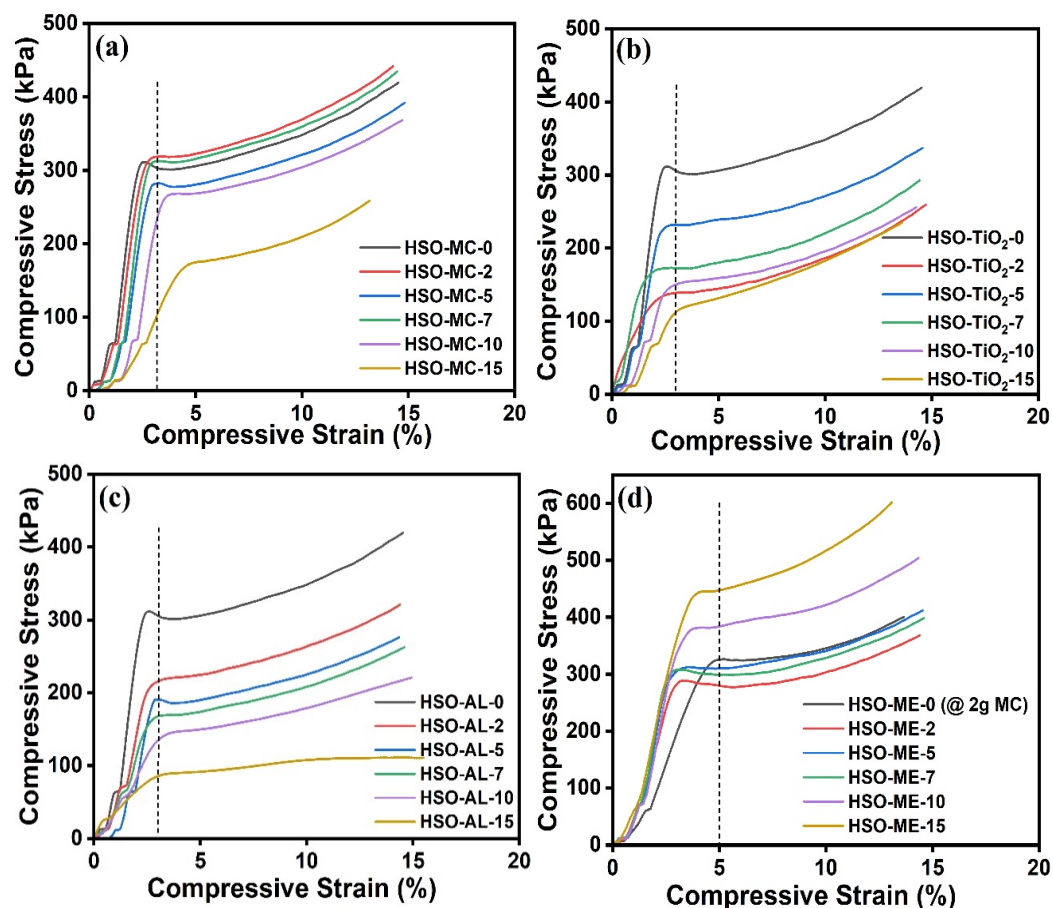 (a)
Compressive Stress (kPa)
500
400
300
200
100
0
HSO-MC-0
HSO-MC-2
HSO-MC-5
HSO-MC-7
HSO-MC-10
HSO-MC-15
0 5 10 15 20
Compressive Strain (%)
(b)
Compressive Stress (kPa)
500
400
300
200
100
0
HSO-TiO₂-0
HSO-TiO₂-2
HSO-TiO₂-5
HSO-TiO₂-7
HSO-TiO₂-10
HSO-TiO₂-15
0 5 10 15 20
Compressive Strain (%)
(c)
Compressive Stress (kPa)
500
400
300
200
100
0
HSO-AL-0
HSO-AL-2
HSO-AL-5
HSO-AL-7
HSO-AL-10
HSO-AL-15
0 5 10 15 20
Compressive Strain (%)
(d)
Compressive Stress (kPa)
600
500
400
300
200
100
0
HSO-ME-0 (@ 2g MC)
HSO-ME-2
HSO-ME-5
HSO-ME-7
HSO-ME-10
HSO-ME-15
0 5 10 15 20
Compressive Strain (%)